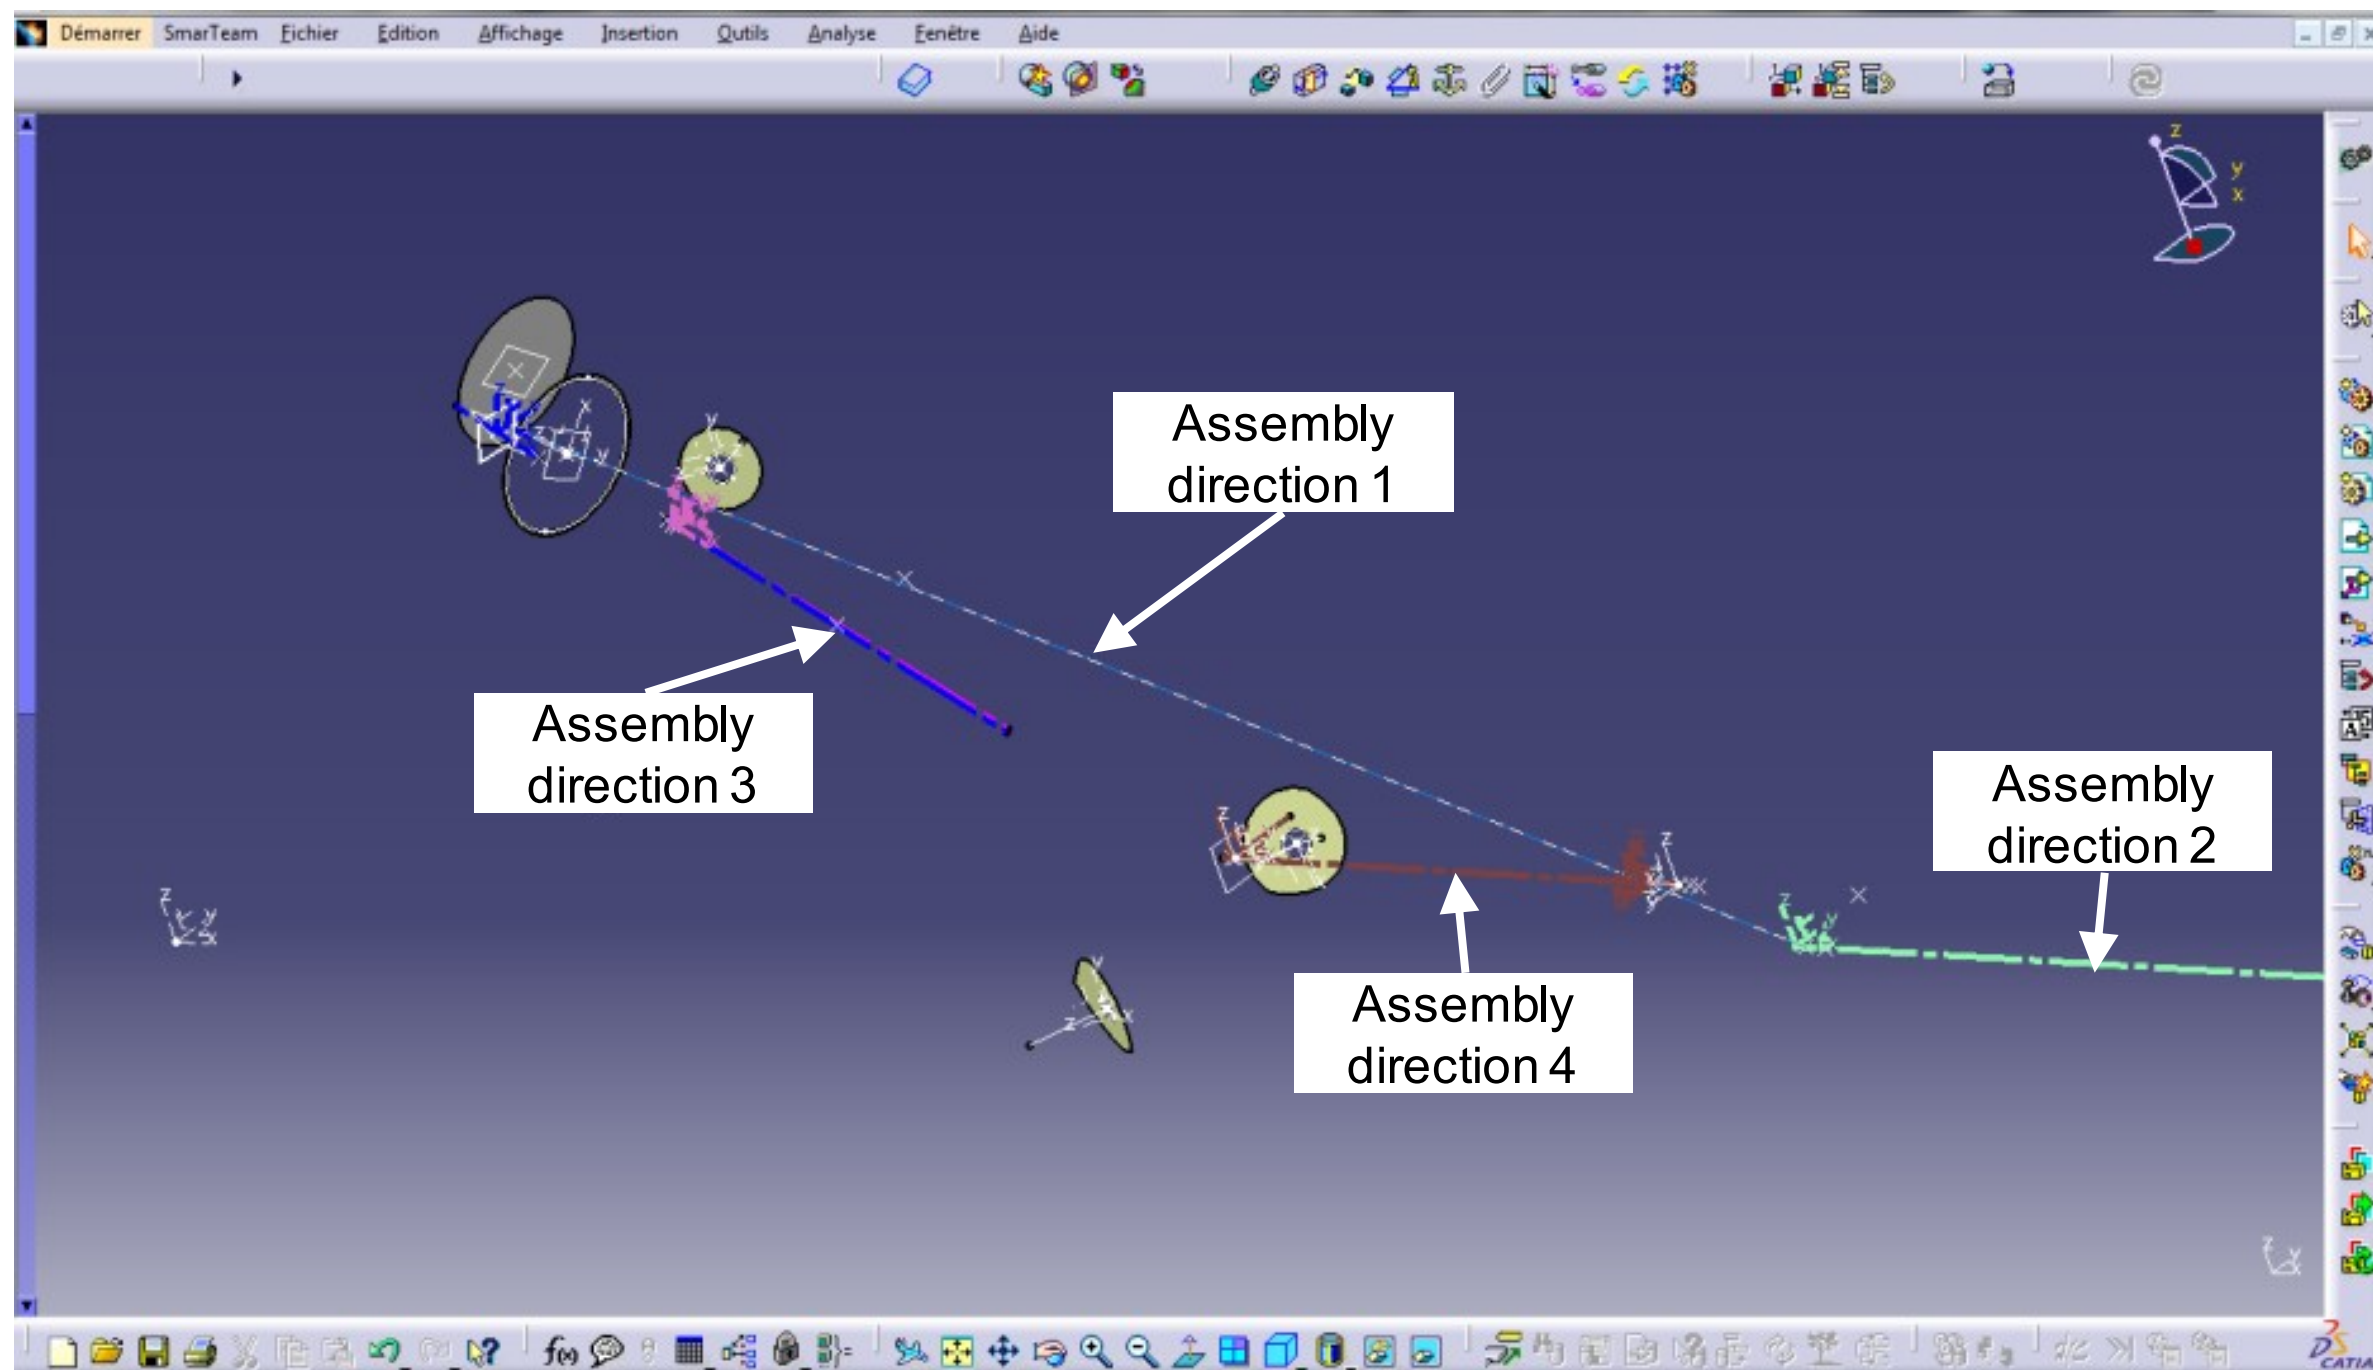 Démarrer SmarTeam Fichier Edition Affichage Insertion Outils Analyse Fenêtre Aide
z
y
x
Assembly
direction 1
Assembly
direction 3
Assembly
direction 2
Assembly
direction 4
f(x)
CATIA